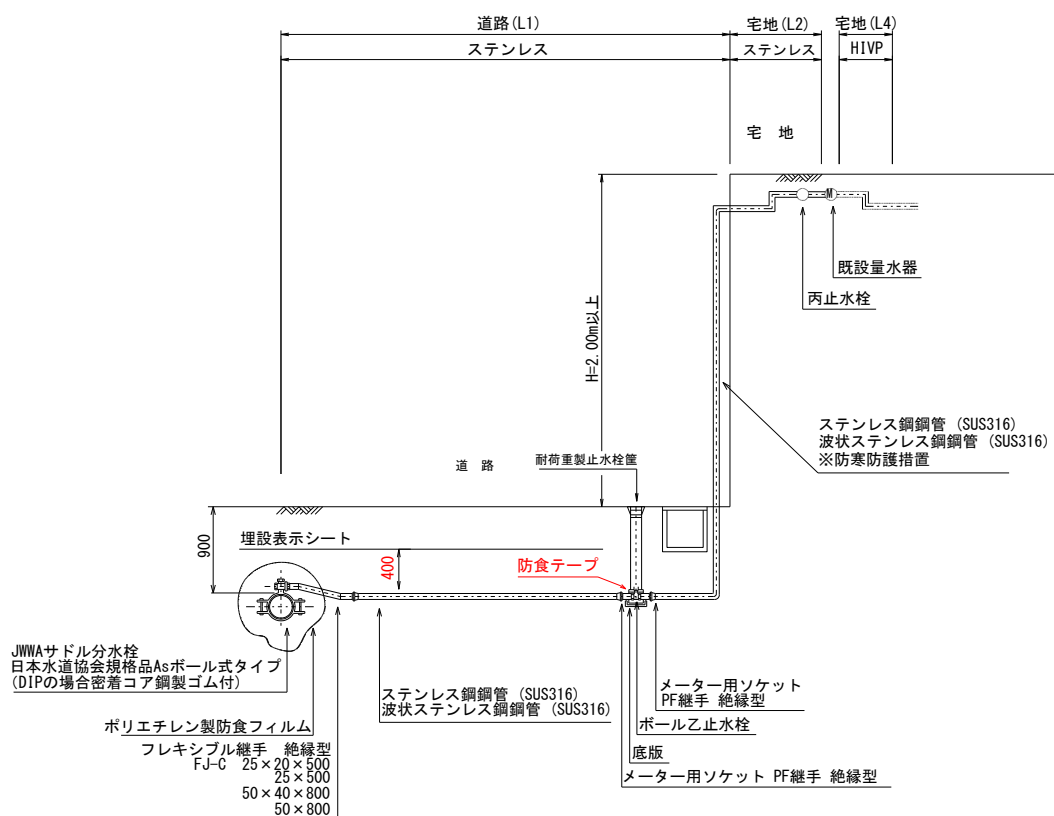 道路(L1)
宅地(L2)
宅地(L4)
ステンレス
ステンレス
HIVP
宅 地
既設量水器
丙止水栓
H=2.00m以上
ステンレス鋼鋼管 (SUS316)
波状ステンレス鋼鋼管 (SUS316)
※防寒防護措置
道 路
耐荷重製止水栓筐
900
埋設表示シート
400
防食テープ
M
JWWAサドル分水栓
日本水道協会規格品Asボール式タイプ
(DIPの場合密着コア鋼製ゴム付)
ステンレス鋼鋼管 (SUS316)
波状ステンレス鋼鋼管 (SUS316)
メーター用ソケット
PF継手 絶縁型
ポリエチレン製防食フィルム
ボール乙止水栓
フレキシブル継手 絶縁型
FJ-C 25×20×500
25×500
50×40×800
50×800
底版
メーター用ソケット PF継手 絶縁型